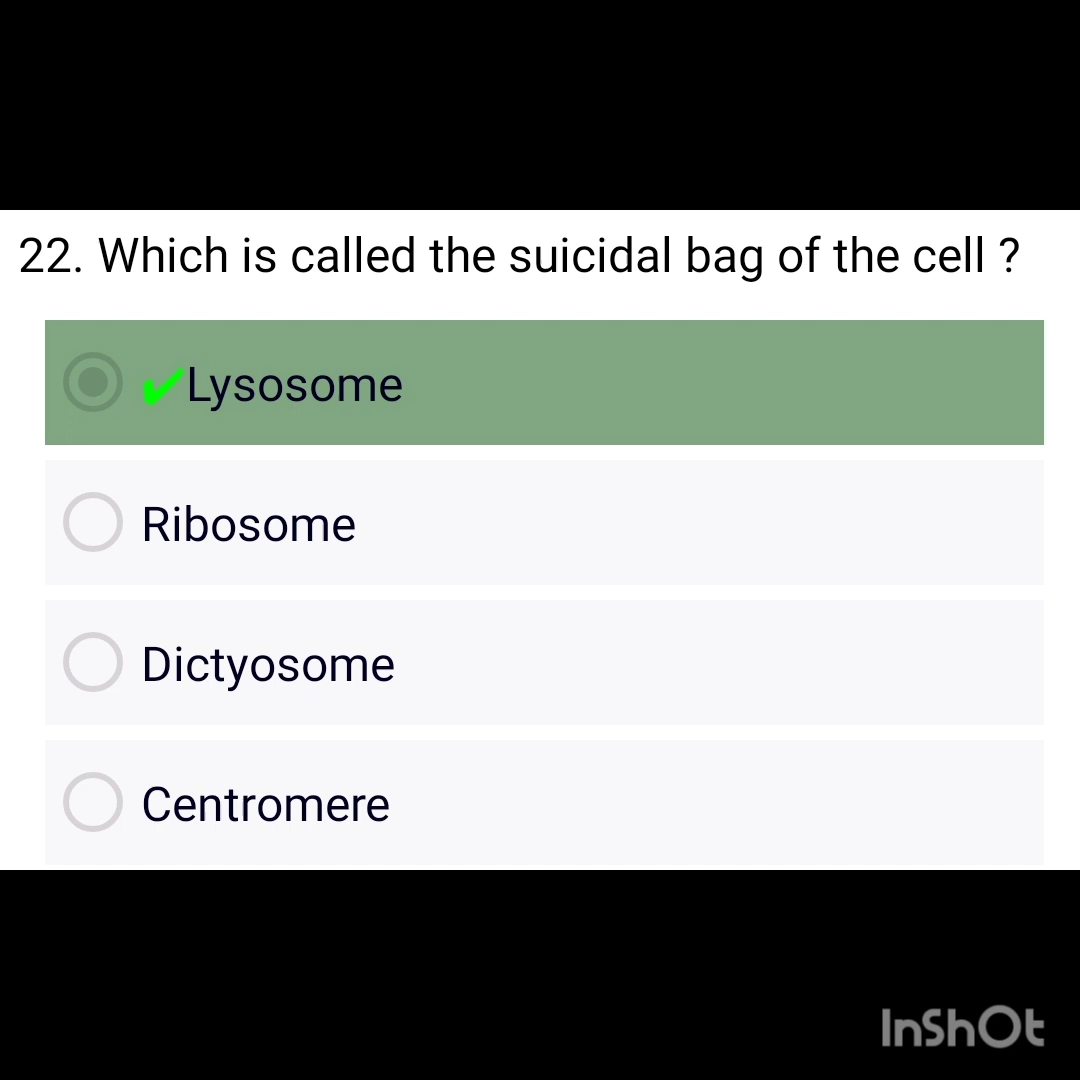 22. Which is called the suicidal bag of the cell ?
✔Lysosome
Ribosome
Dictyosome
Centromere
InShOt